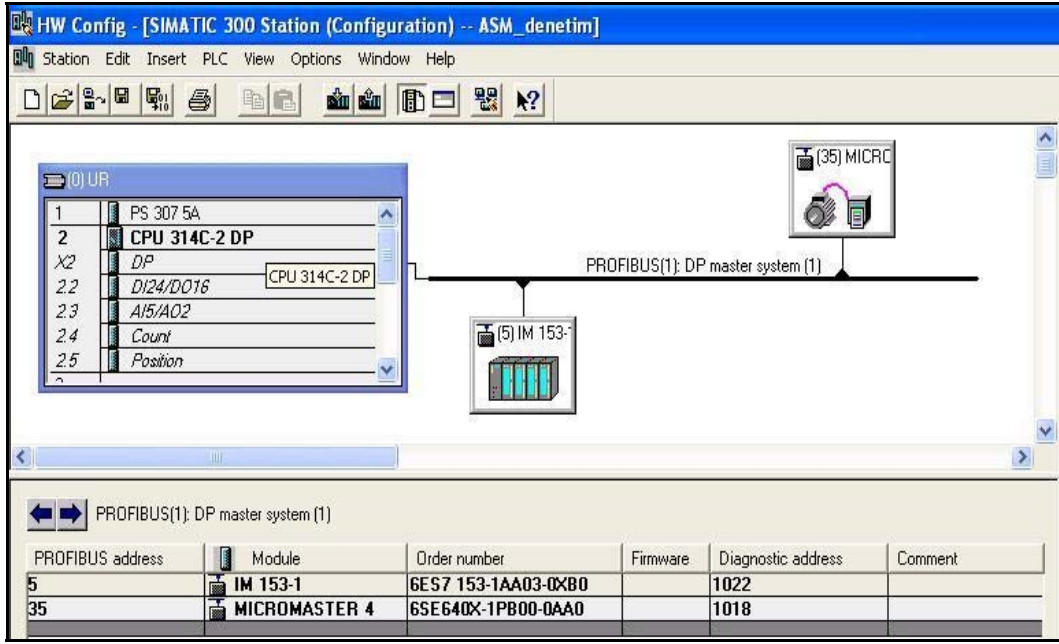 HW Config - [SIMATIC 300 Station (Configuration) -- ASM_denetim]
Station Edit Insert PLC View Options Window Help
(0) UR
1 PS 307 5A
2 CPU 314C-2 DP
X2 DP
2.2 DI24/DO16
2.3 AI5/AO2
2.4 Count
2.5 Position
CPU 314C-2 DP
(35) MICRO
PROFIBUS(1): DP master system (1)
(5) IM 153-1
PROFIBUS(1): DP master system (1)
PROFIBUS address Module Order number Firmware Diagnostic address Comment
5 IM 153-1 6ES7 153-1AA03-0XB0 1022
35 MICROMASTER 4 6SE640X-1PB00-0AA0 1018